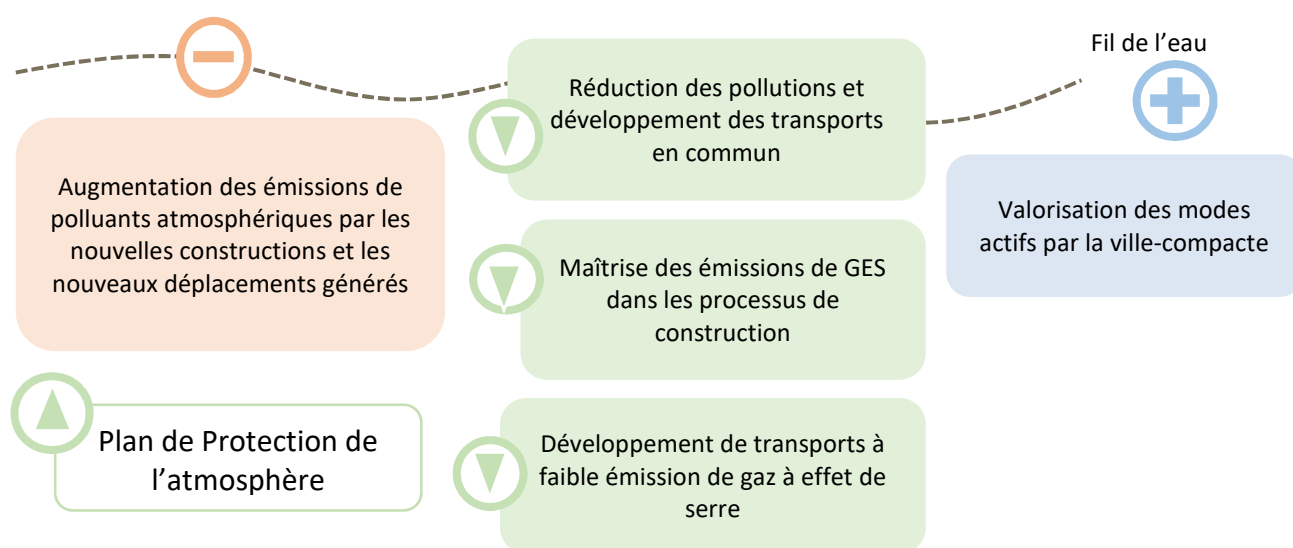 Fil de l’eau
Augmentation des émissions de
polluants atmosphériques par les
nouvelles constructions et les
nouveaux déplacements générés
Plan de Protection de
l’atmosphère
Réduction des pollutions et
développement des transports
en commun
Maîtrise des émissions de GES
dans les processus de
construction
Développement de transports à
faible émission de gaz à effet de
serre
Valorisation des modes
actifs par la ville-compacte